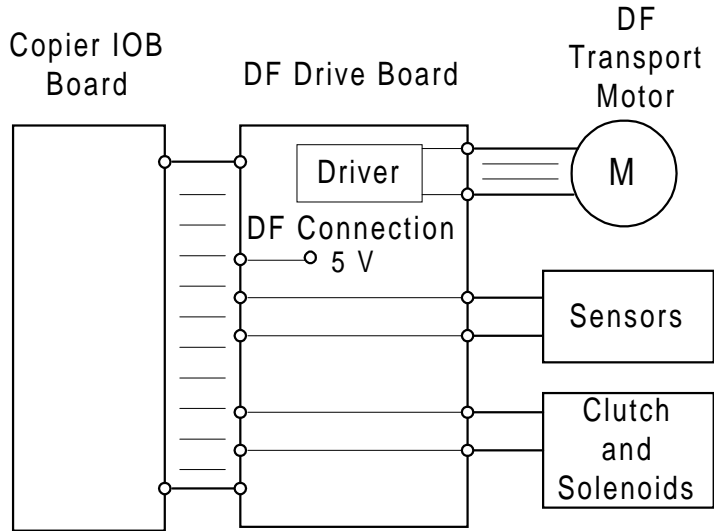 Copier IOB
Board
DF Drive Board
DF
Transport
Motor
Driver
M
DF Connection
5 V
Sensors
Clutch
and
Solenoids